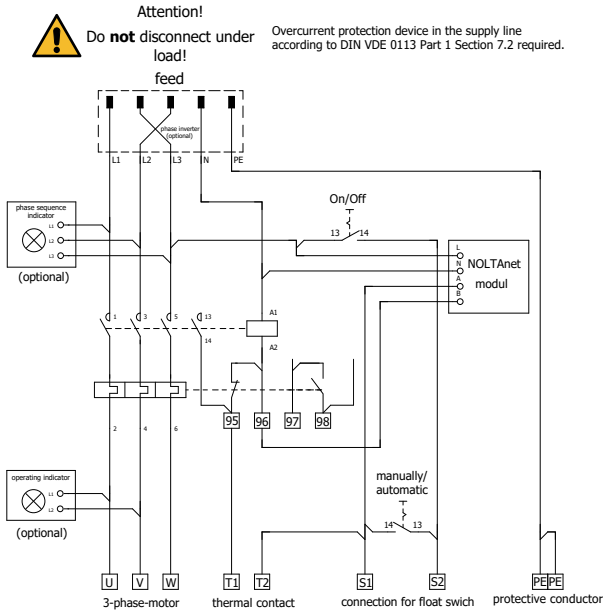 Attention!
Do not disconnect under
load!
Overcurrent protection device in the supply line
according to DIN VDE 0113 Part 1 Section 7.2 required.
feed
phase inverter
(optional)
L1 L2 L3 N PE
phase sequence
indicator
L1
L2
L3
(optional)
On/Off
13 14
L
N
A
B
NOLTAnet
modul
1 3 5 13
14
A1
A2
95 96 97 98
2 4 6
operating indicator
L1
L2
(optional)
manually/
automatic
14 13
U V W T1 T2 S1 S2 PE PE
3-phase-motor thermal contact connection for float swich protective conductor